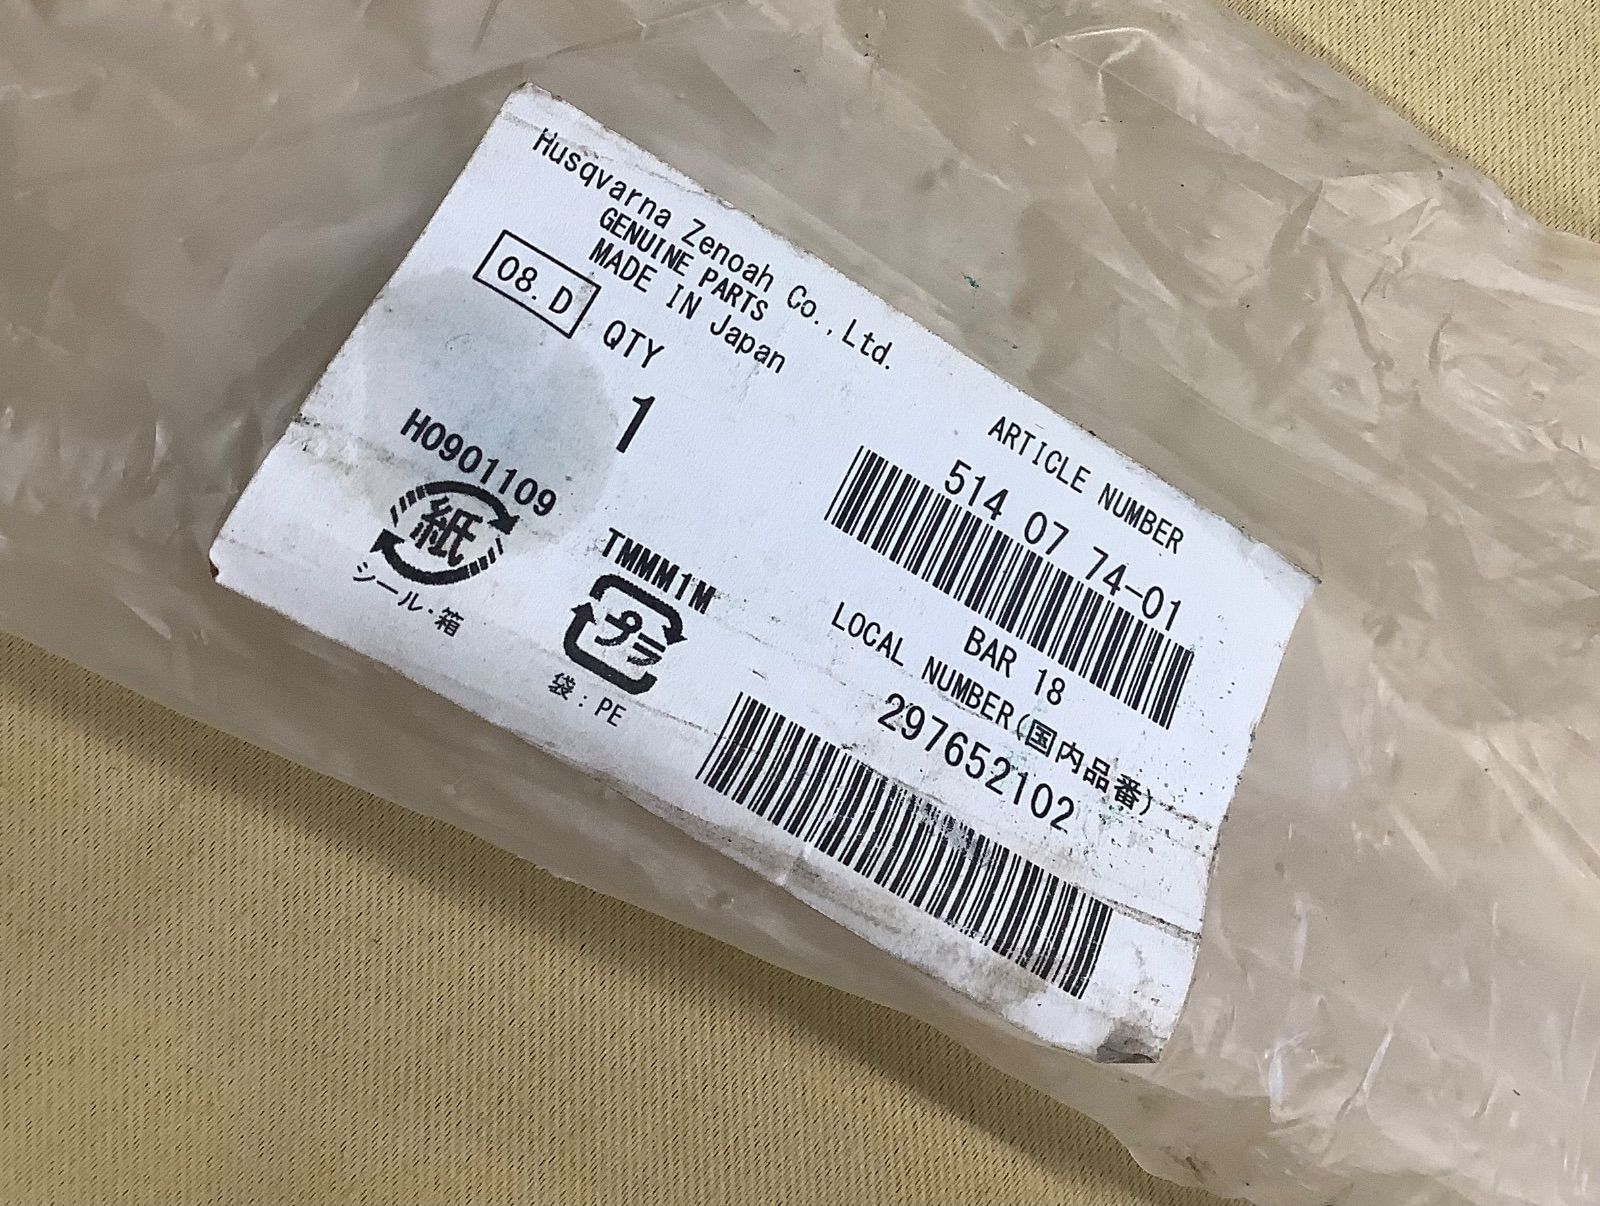 Husqvarna Zenoah Co., Ltd.
GENUINE PARTS
MADE IN Japan
08. D
QTY
1
H0901109
紙
シール・箱
TMMM1M
プラ
袋：PE
ARTICLE NUMBER
514 07 74-01
BAR 18
LOCAL NUMBER(国内品番)
297652102